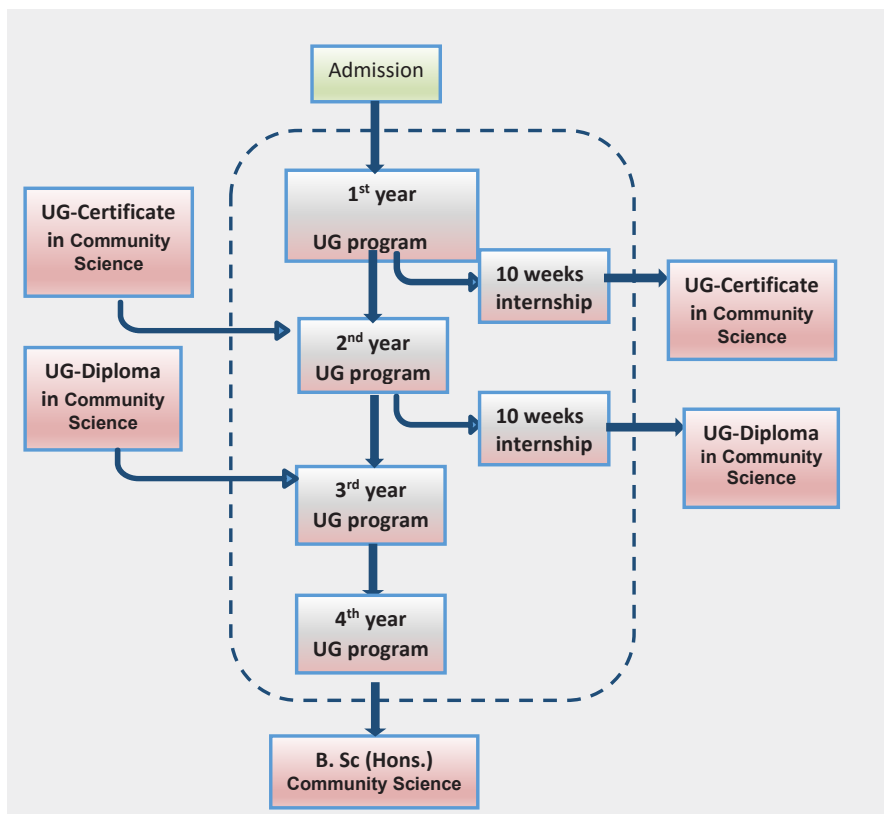 Admission
1st year
UG program
UG-Certificate
in Community
Science
10 weeks
internship
UG-Certificate
in Community
Science
2nd year
UG program
UG-Diploma
in Community
Science
10 weeks
internship
UG-Diploma
in Community
Science
3rd year
UG program
4th year
UG program
B. Sc (Hons.)
Community Science